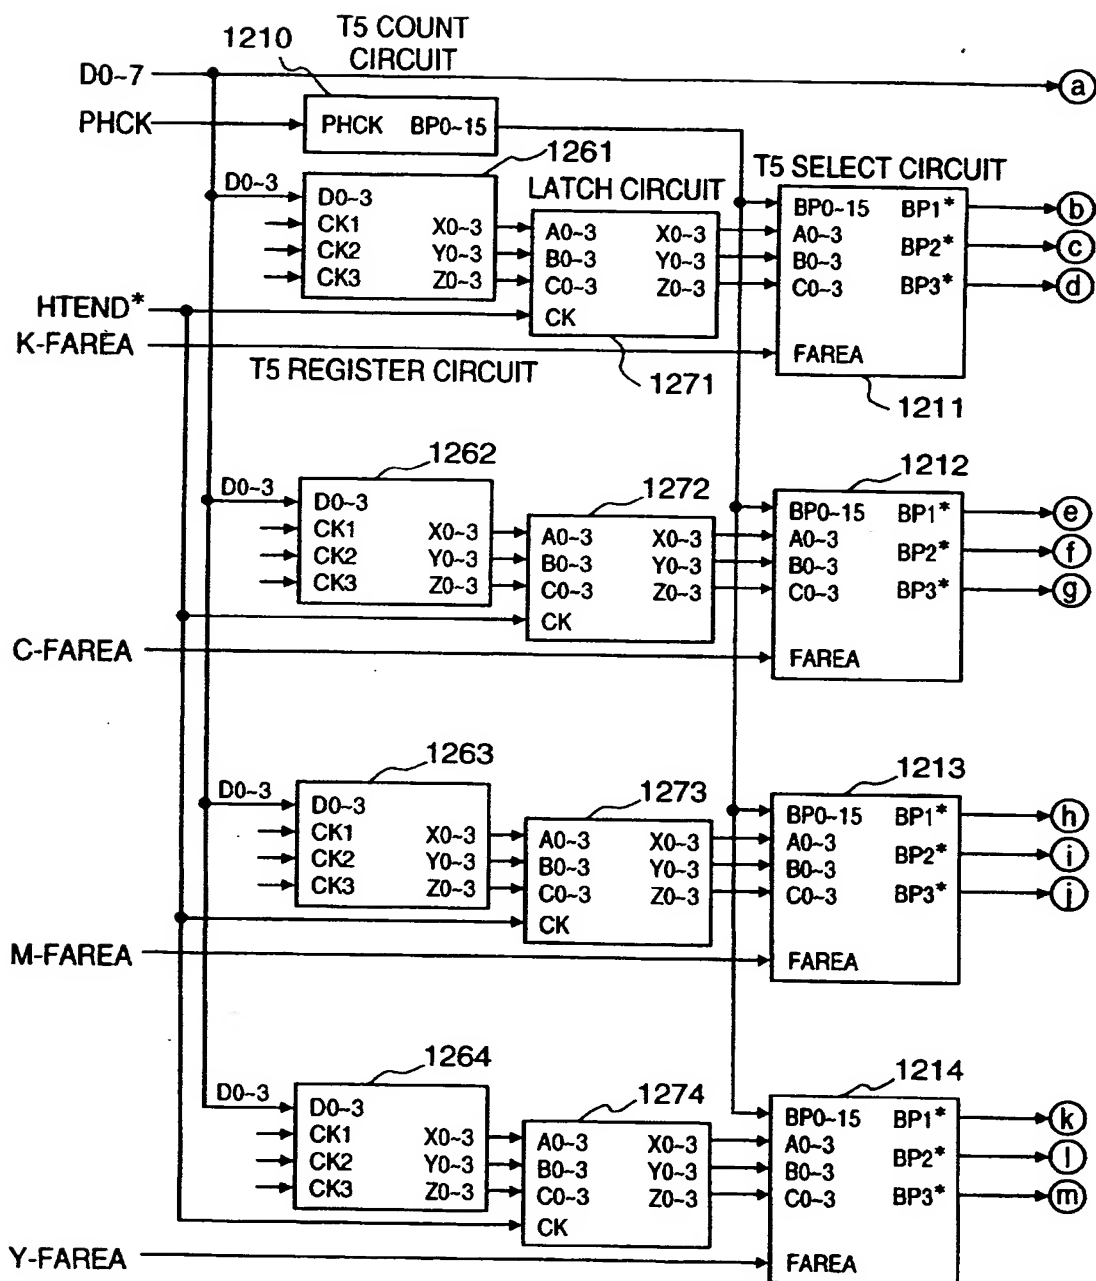 T5 COUNT
CIRCUIT
1210
D0~7
a
PHCK
PHCK BP0~15
1261
T5 SELECT CIRCUIT
LATCH CIRCUIT
D0~3
D0~3
CK1
CK2
CK3
X0~3
Y0~3
Z0~3
A0~3
B0~3
C0~3
CK
X0~3
Y0~3
Z0~3
BP0~15
A0~3
B0~3
C0~3
FAREA
BP1*
BP2*
BP3*
b
c
d
HTEND*
K-FAREA
T5 REGISTER CIRCUIT
1271
1211
1262
1272
1212
D0~3
D0~3
CK1
CK2
CK3
X0~3
Y0~3
Z0~3
A0~3
B0~3
C0~3
CK
X0~3
Y0~3
Z0~3
BP0~15
A0~3
B0~3
C0~3
FAREA
BP1*
BP2*
BP3*
e
f
g
C-FAREA
1263
1273
1213
D0~3
D0~3
CK1
CK2
CK3
X0~3
Y0~3
Z0~3
A0~3
B0~3
C0~3
CK
X0~3
Y0~3
Z0~3
BP0~15
A0~3
B0~3
C0~3
FAREA
BP1*
BP2*
BP3*
h
i
j
M-FAREA
1264
1274
1214
D0~3
D0~3
CK1
CK2
CK3
X0~3
Y0~3
Z0~3
A0~3
B0~3
C0~3
CK
X0~3
Y0~3
Z0~3
BP0~15
A0~3
B0~3
C0~3
FAREA
BP1*
BP2*
BP3*
k
l
m
Y-FAREA